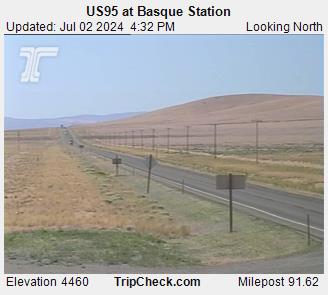 US95 at Basque Station
Updated: Jul 02 2024 4:32 PM Looking North
Elevation 4460 TripCheck.com Milepost 91.62